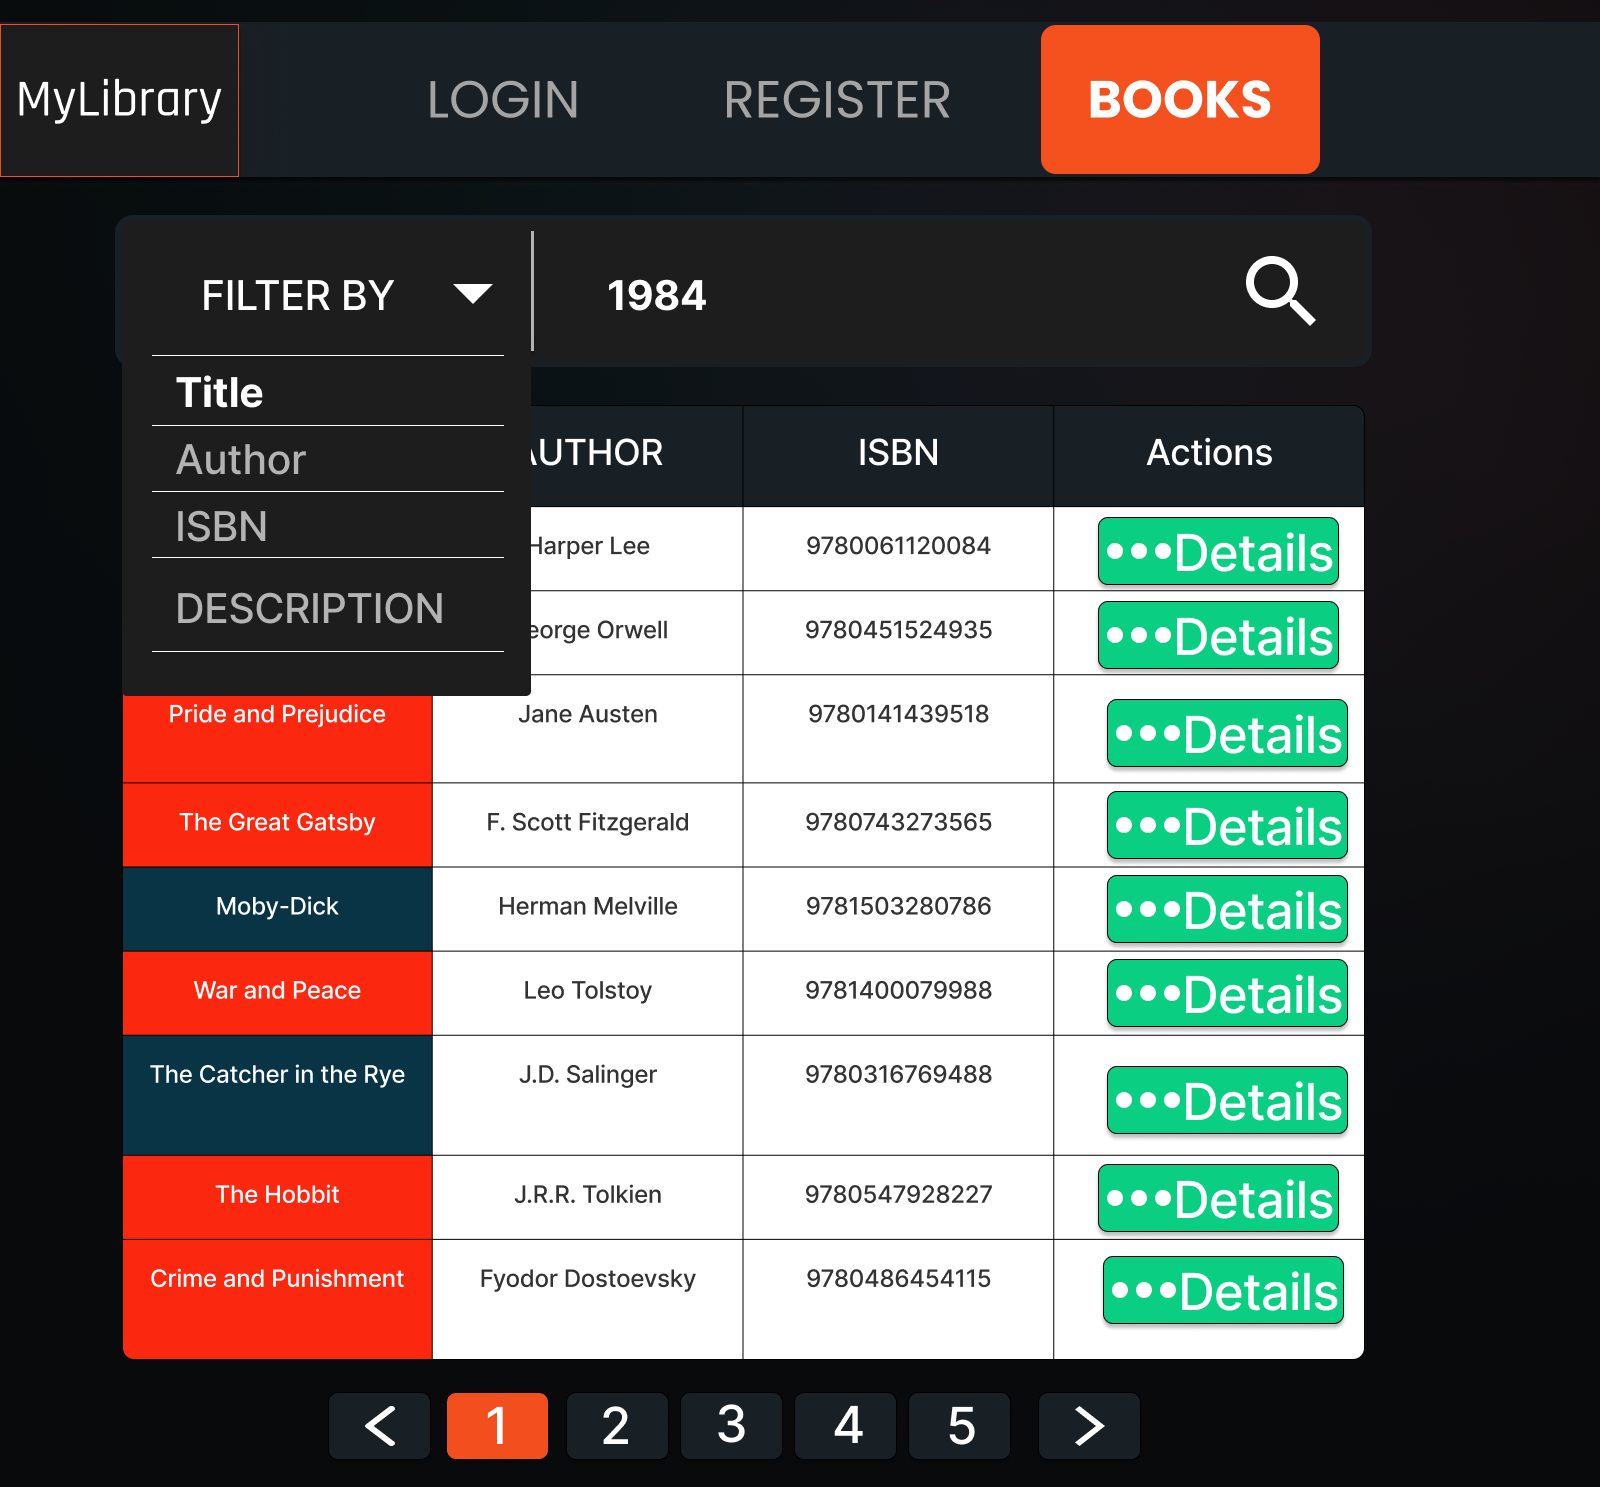 MyLibrary LOGIN REGISTER BOOKS
FILTER BY 1984
Title
Author
ISBN
DESCRIPTION
AUTHOR ISBN Actions
Harper Lee 9780061120084 •••Details
eorge Orwell 9780451524935 •••Details
Pride and Prejudice Jane Austen 9780141439518 •••Details
The Great Gatsby F. Scott Fitzgerald 9780743273565 •••Details
Moby-Dick Herman Melville 9781503280786 •••Details
War and Peace Leo Tolstoy 9781400079988 •••Details
The Catcher in the Rye J.D. Salinger 9780316769488 •••Details
The Hobbit J.R.R. Tolkien 9780547928227 •••Details
Crime and Punishment Fyodor Dostoevsky 9780486454115 •••Details
< 1 2 3 4 5 >